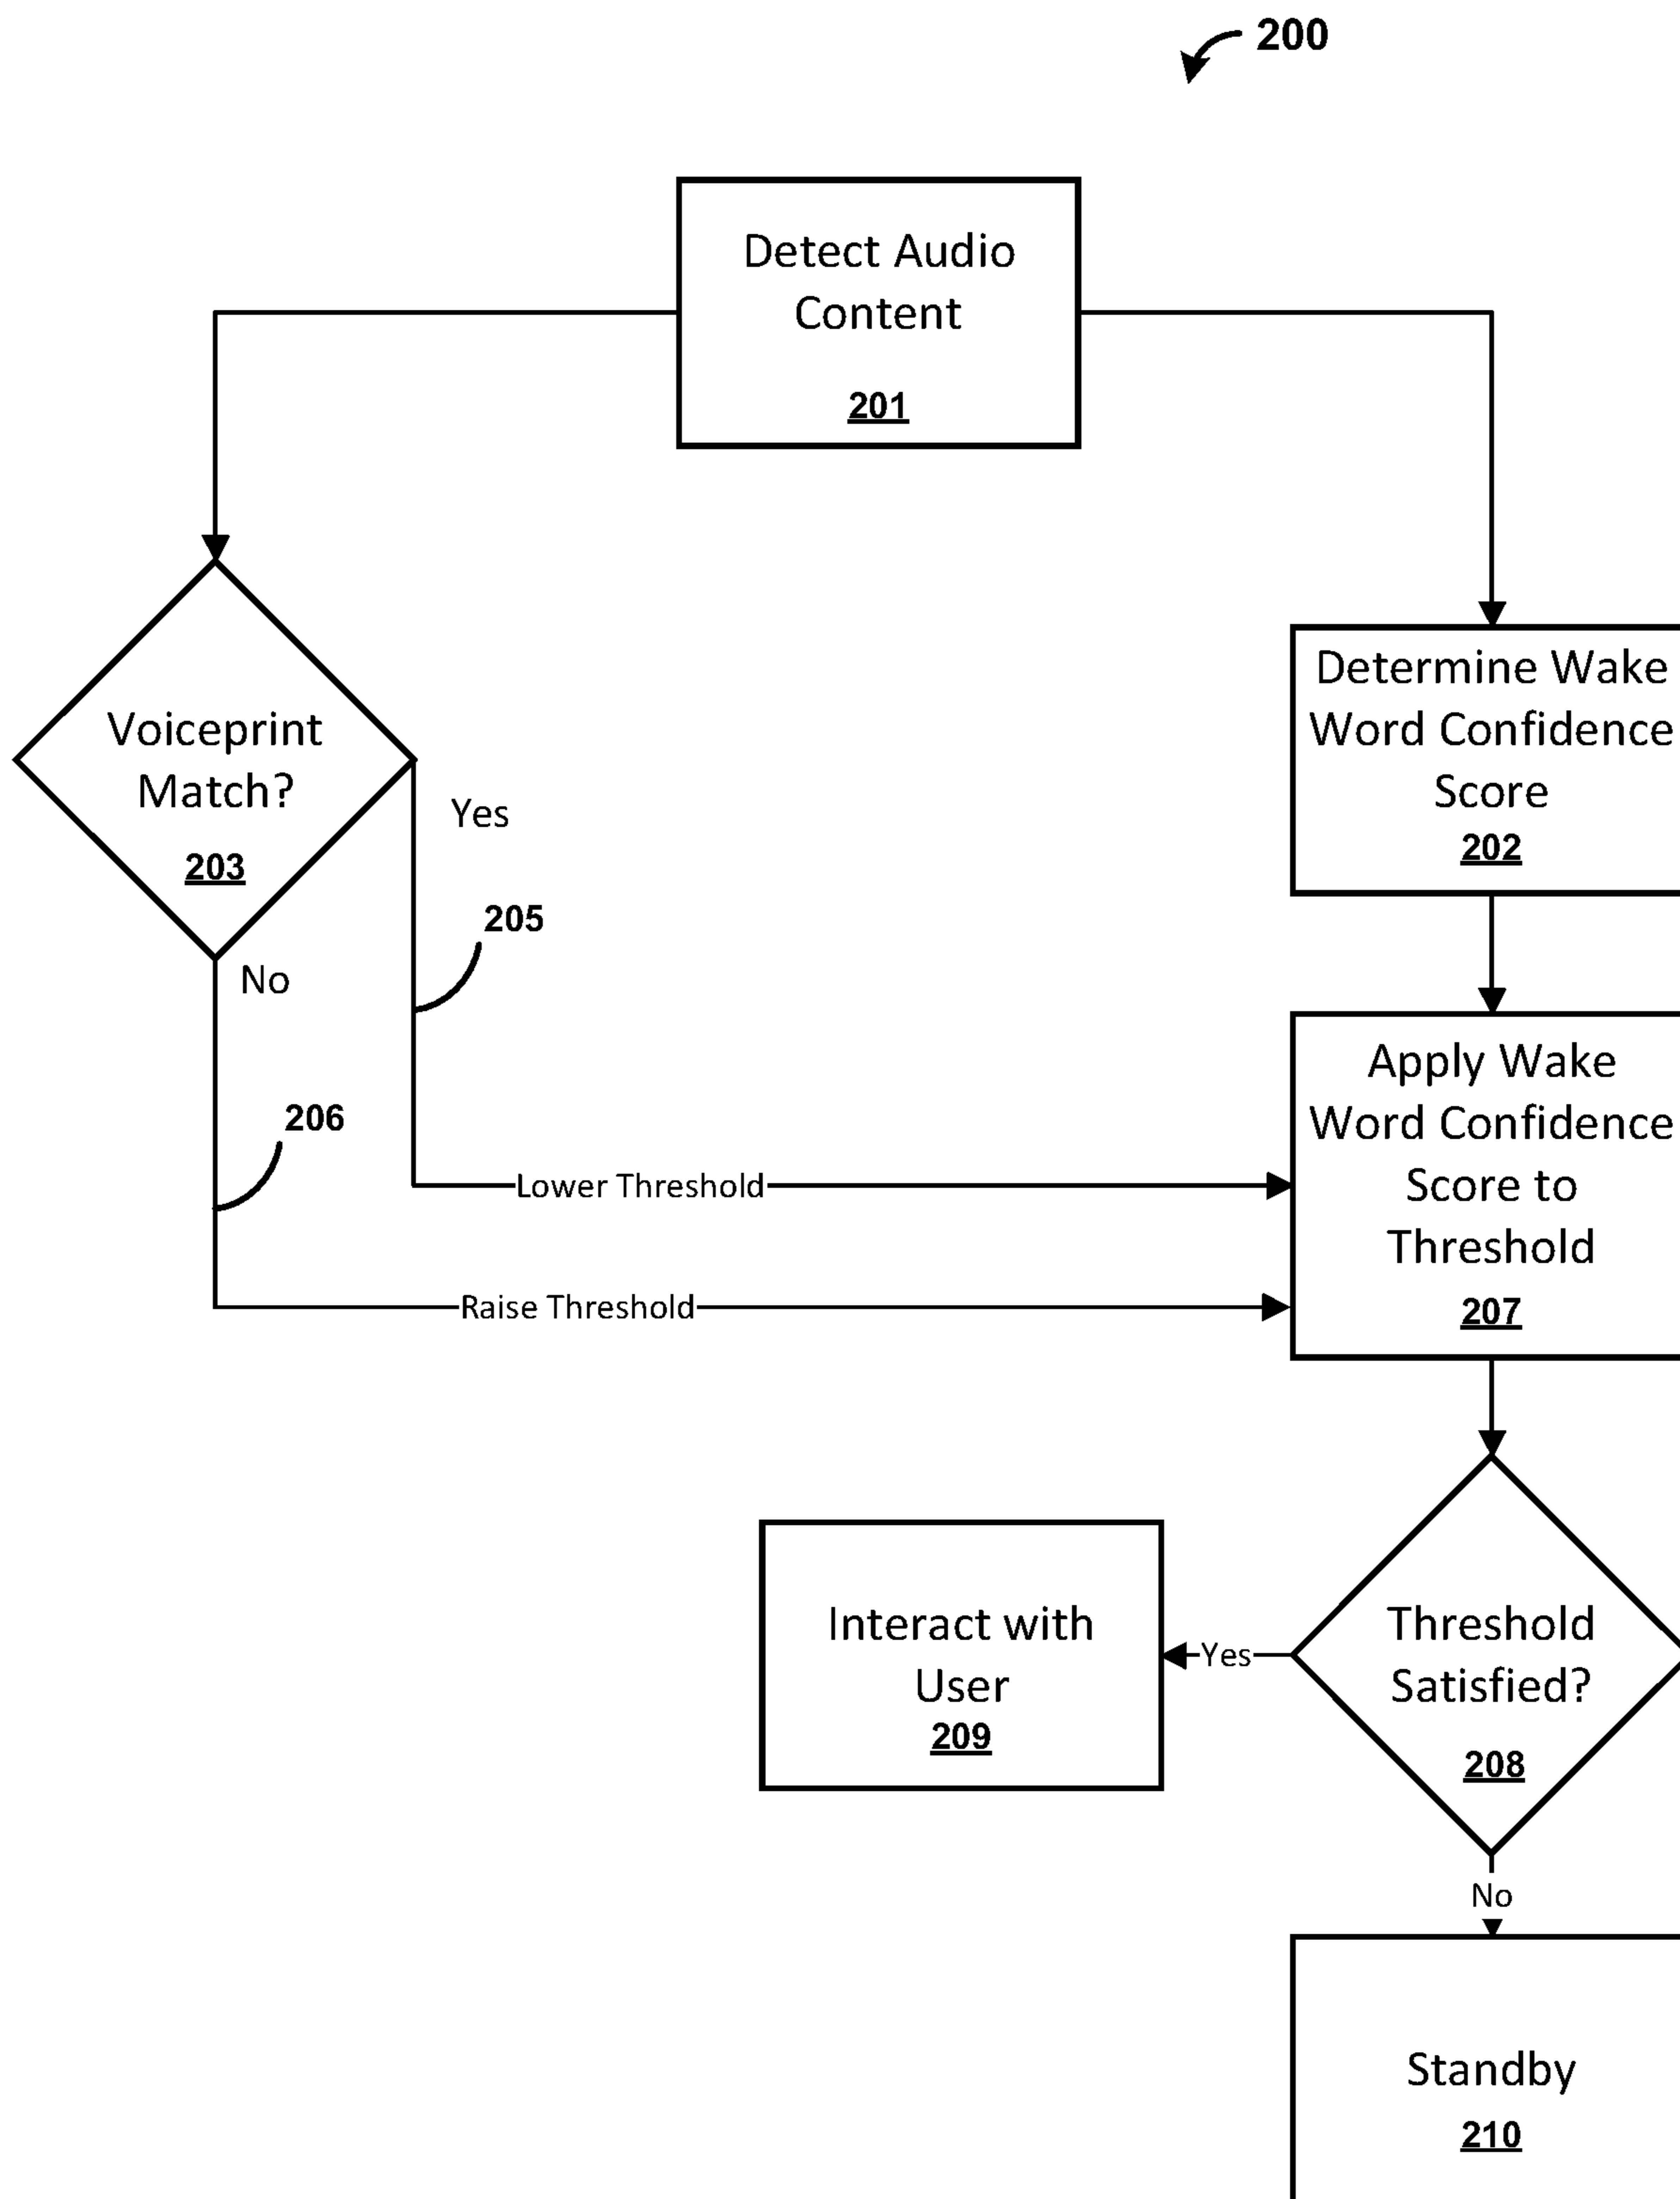 200
Detect Audio
Content
201
Voiceprint
Match?
203
Yes
No
205
206
Determine Wake
Word Confidence
Score
202
Lower Threshold
Raise Threshold
Apply Wake
Word Confidence
Score to
Threshold
207
Threshold
Satisfied?
208
Yes
Interact with
User
209
No
Standby
210